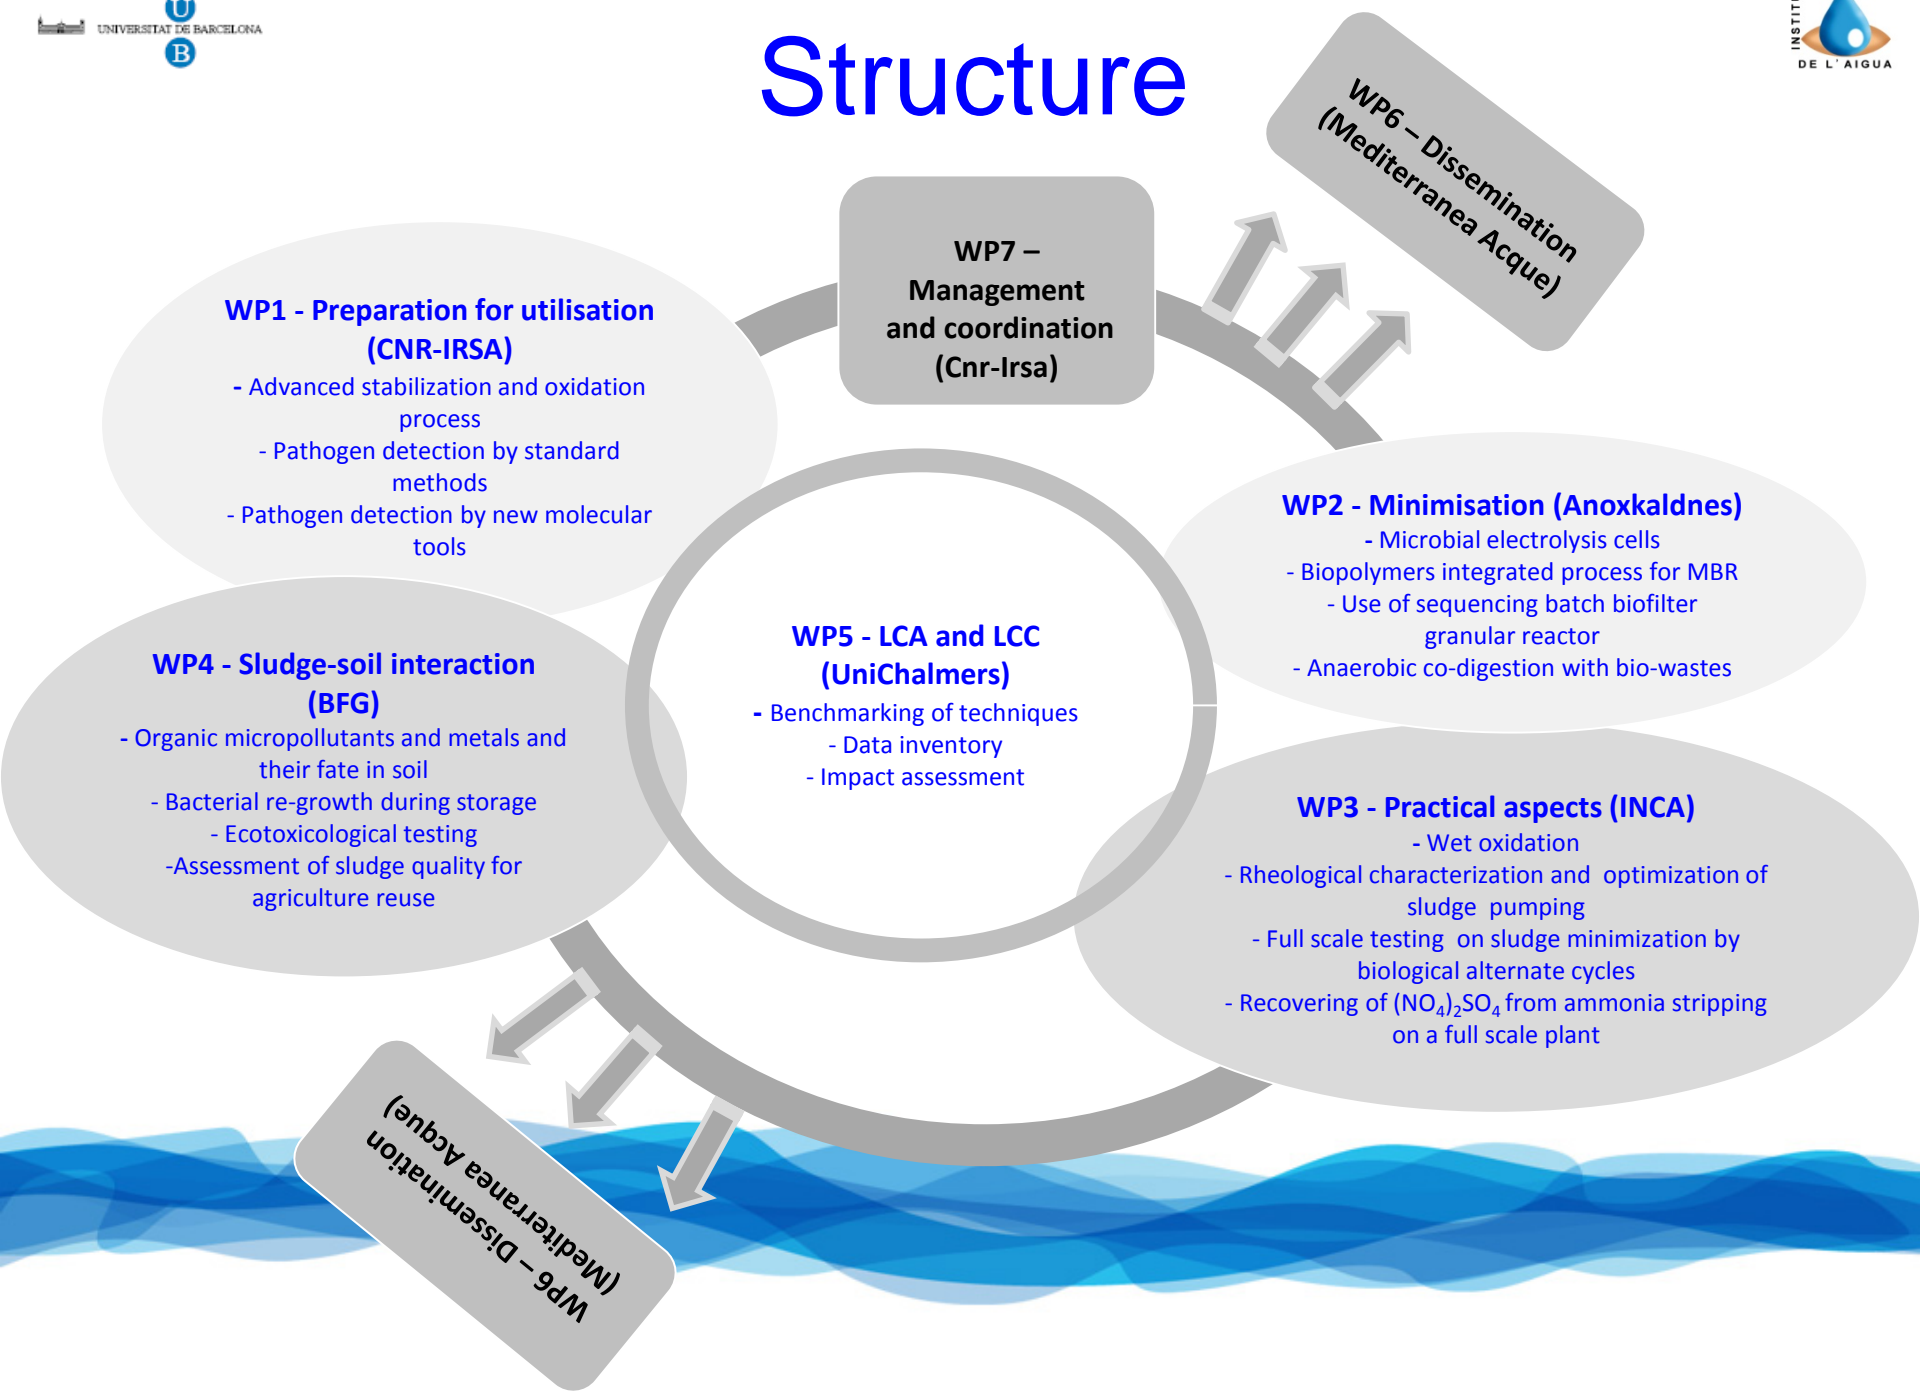 U
UNIVERSITAT DE BARCELONA
B
DE L'AIGUA
Structure
WP6 – Dissemination
(Mediterranea Acque)
WP7 –
Management
and coordination
(Cnr-Irsa)
WP1 - Preparation for utilisation
(CNR-IRSA)
- Advanced stabilization and oxidation
process
- Pathogen detection by standard
methods
- Pathogen detection by new molecular
tools
WP2 - Minimisation (Anoxkaldnes)
- Microbial electrolysis cells
- Biopolymers integrated process for MBR
- Use of sequencing batch biofilter
granular reactor
- Anaerobic co-digestion with bio-wastes
WP5 - LCA and LCC
(UniChalmers)
- Benchmarking of techniques
- Data inventory
- Impact assessment
WP4 - Sludge-soil interaction
(BFG)
- Organic micropollutants and metals and
their fate in soil
- Bacterial re-growth during storage
- Ecotoxicological testing
-Assessment of sludge quality for
agriculture reuse
WP3 - Practical aspects (INCA)
- Wet oxidation
- Rheological characterization and optimization of
sludge pumping
- Full scale testing on sludge minimization by
biological alternate cycles
- Recovering of (NO₄)₂SO₄ from ammonia stripping
on a full scale plant
WP6 – Dissemination
(Mediterranea Acque)